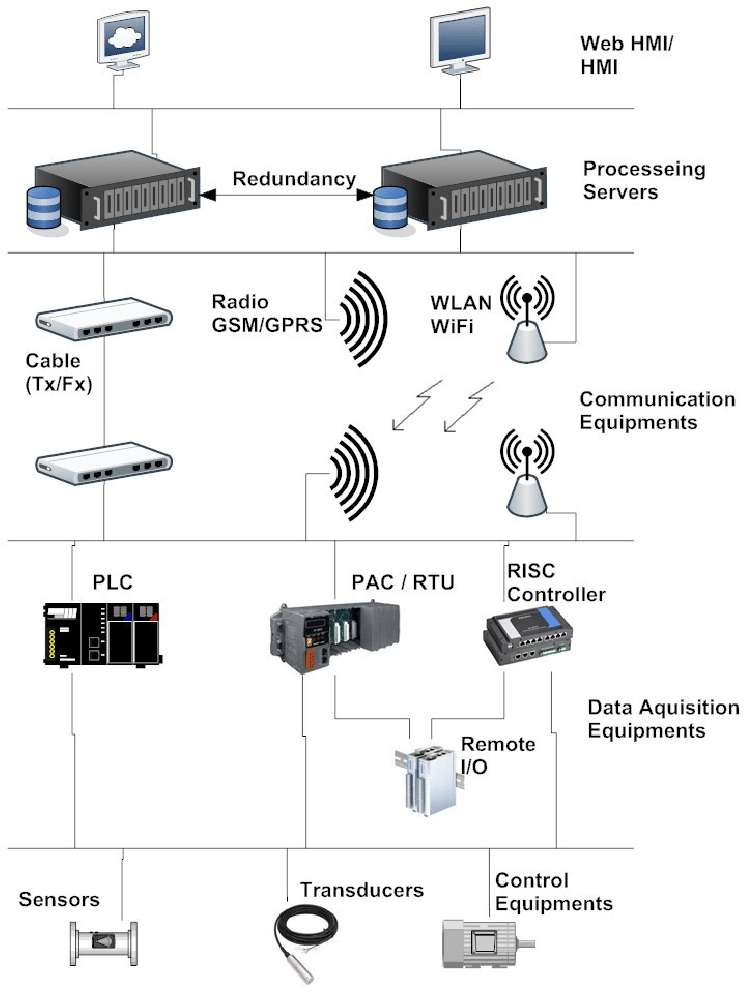 Web HMI/
HMI
Processeing
Servers
Redundancy
Radio
GSM/GPRS
WLAN
WiFi
Cable
(Tx/Fx)
Communication
Equipments
PLC
PAC / RTU
RISC
Controller
Data Aquisition
Equipments
Remote
I/O
Sensors
Transducers
Control
Equipments